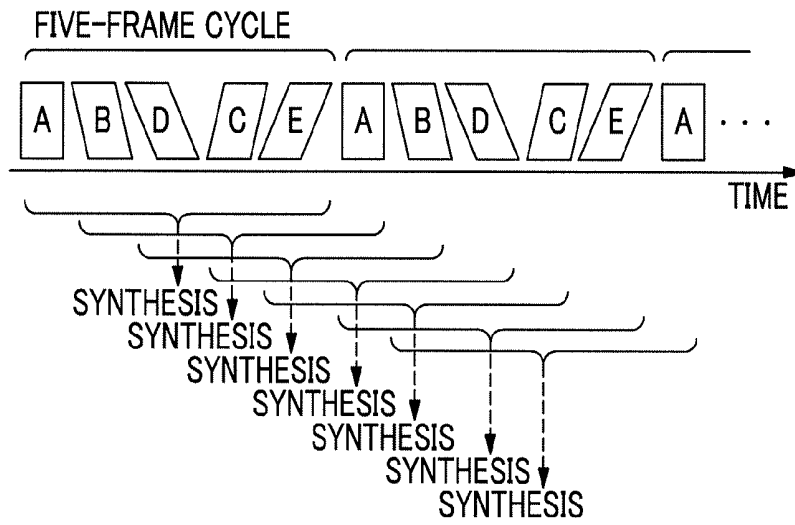 FIVE-FRAME CYCLE
A B D C E A B D C E A ...
TIME
SYNTHESIS
SYNTHESIS
SYNTHESIS
SYNTHESIS
SYNTHESIS
SYNTHESIS
SYNTHESIS